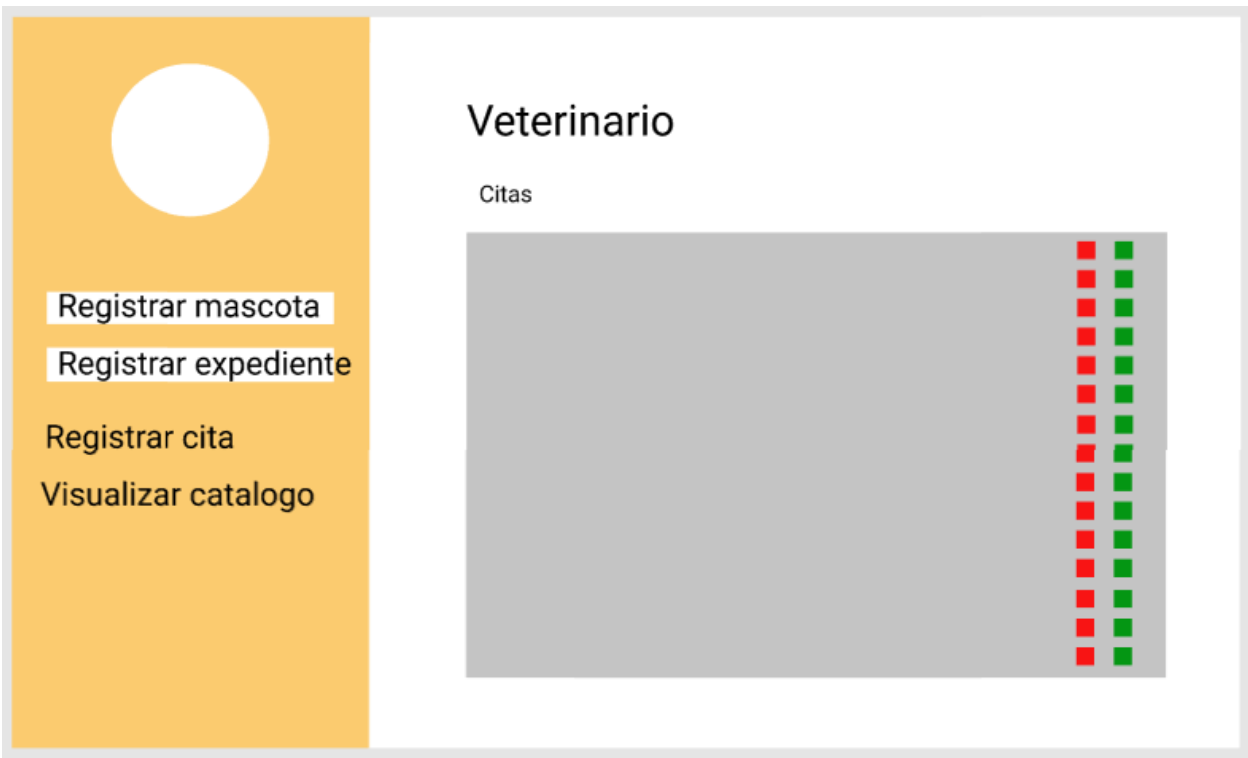 Veterinario
Citas
Registrar mascota
Registrar expediente
Registrar cita
Visualizar catalogo